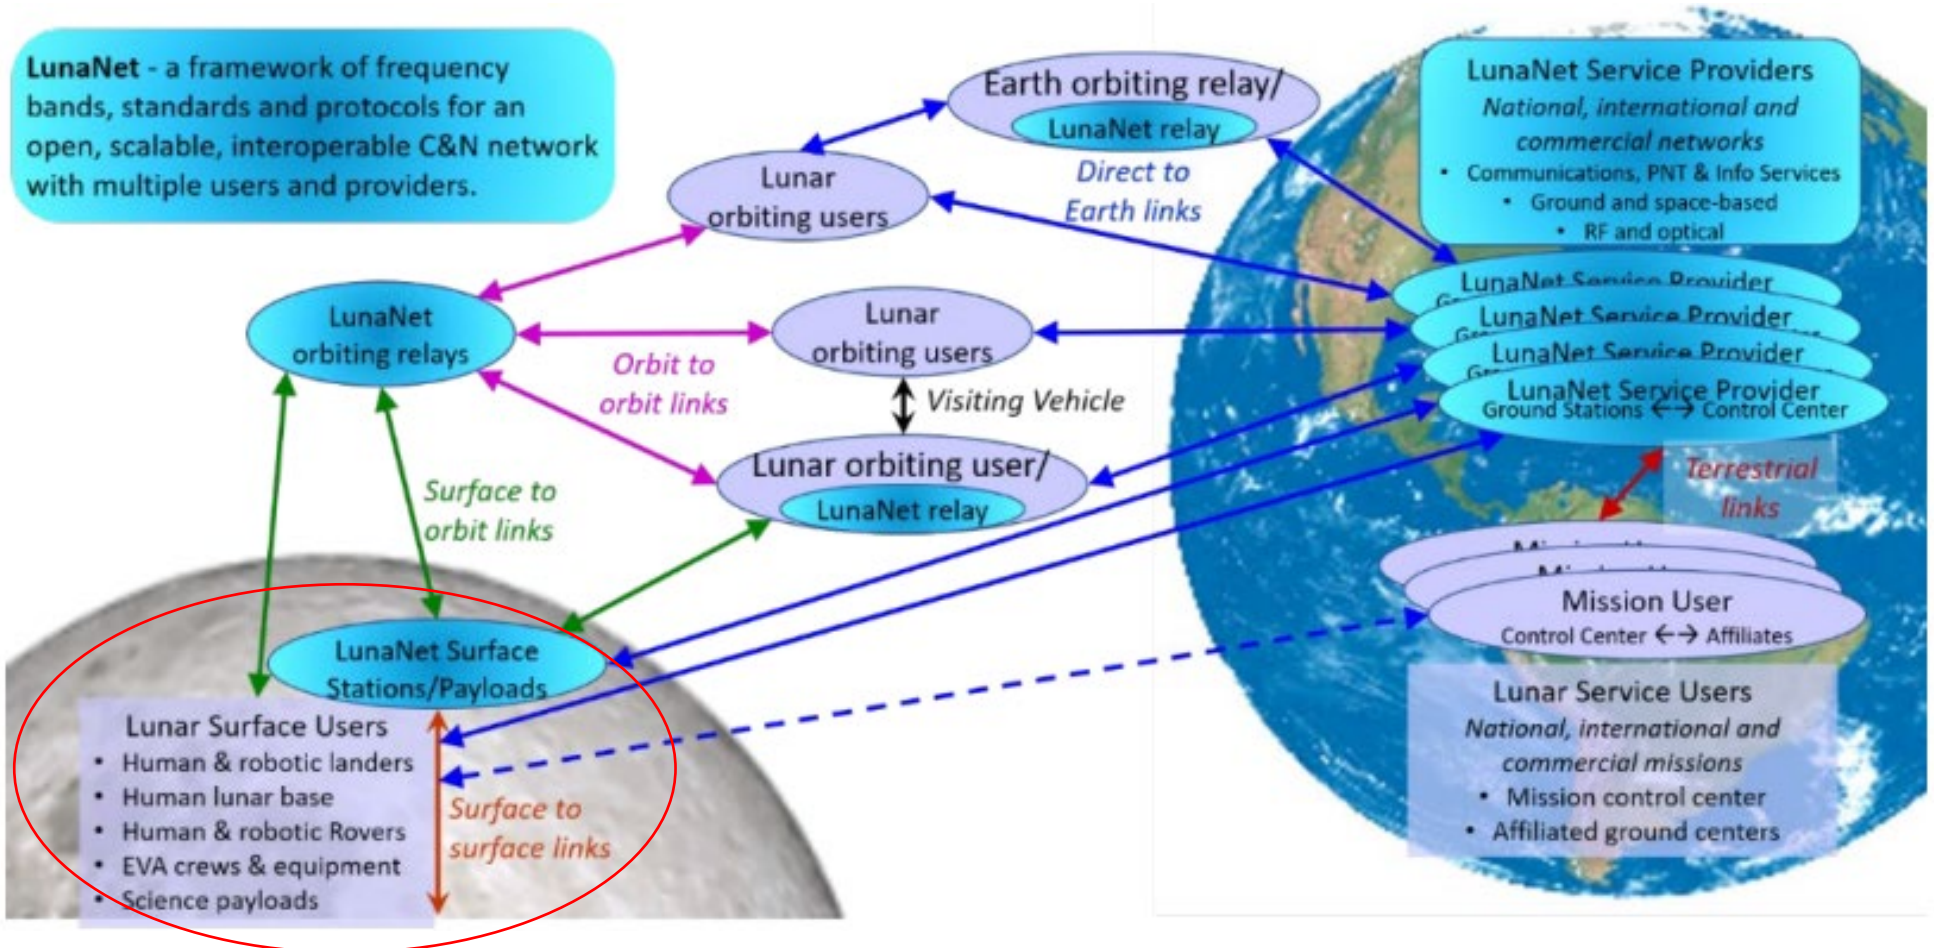 LunaNet - a framework of frequency
bands, standards and protocols for an
open, scalable, interoperable C&N network
with multiple users and providers.
Earth orbiting relay/
LunaNet relay
Lunar
orbiting users
Direct to
Earth links
LunaNet Service Providers
National, international and
commercial networks
• Communications, PNT & Info Services
• Ground and space-based
• RF and optical
LunaNet
orbiting relays
Orbit to
orbit links
Lunar
orbiting users
Visiting Vehicle
Lunar orbiting user/
LunaNet relay
LunaNet Service Provider
LunaNet Service Provider
LunaNet Service Provider
LunaNet Service Provider
Ground Stations ←→ Control Center
Terrestrial
links
Surface to
orbit links
Mission User
Control Center ←→ Affiliates
LunaNet Surface
Stations/Payloads
Lunar Surface Users
• Human & robotic landers
• Human lunar base
• Human & robotic Rovers
• EVA crews & equipment
• Science payloads
Surface to
surface links
Lunar Service Users
National, international and
commercial missions
• Mission control center
• Affiliated ground centers